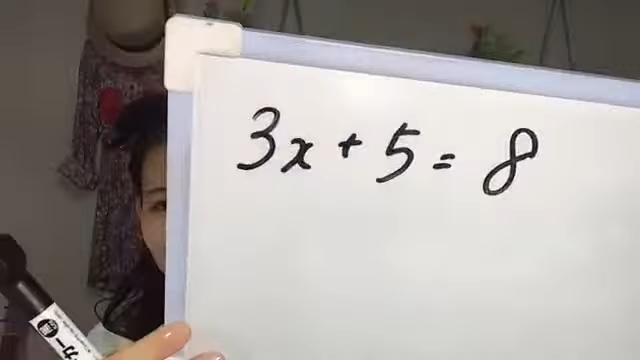 3x + 5 = 8